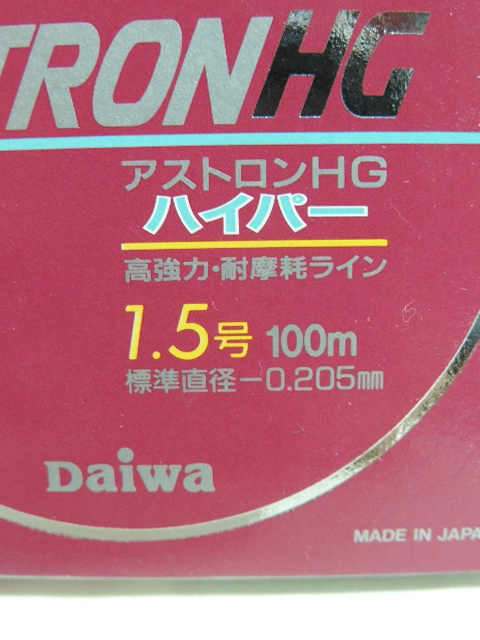 TRONHG
アストロンHG
ハイパー
高強力・耐摩耗ライン
1.5号 100m
標準直径－0.205mm
Daiwa
MADE IN JAPA